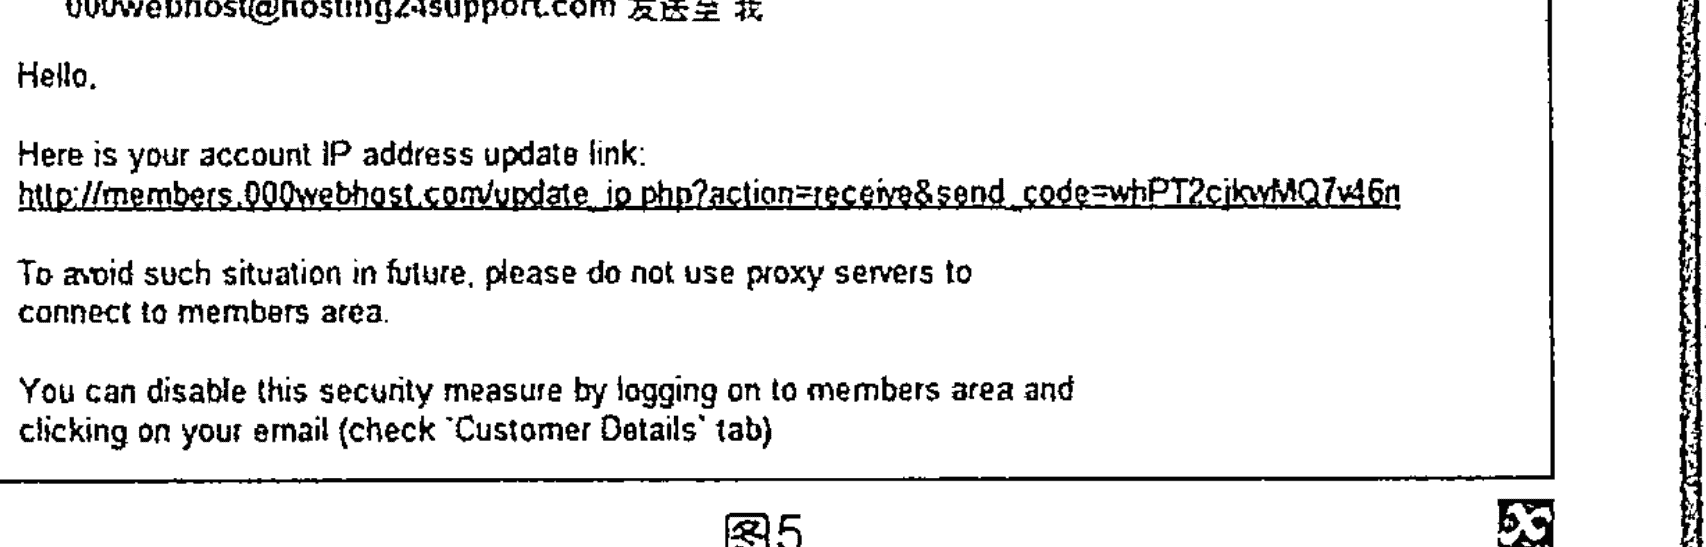 000webhost@hosting24support.com 发送至 我
Hello,
Here is your account IP address update link:
http://members.000webhost.com/update_ip.php?action=receive&send_code=whPT2cjkwMQ7v46n
To avoid such situation in future, please do not use proxy servers to
connect to members area.
You can disable this security measure by logging on to members area and
clicking on your email (check `Customer Details` tab)
图5